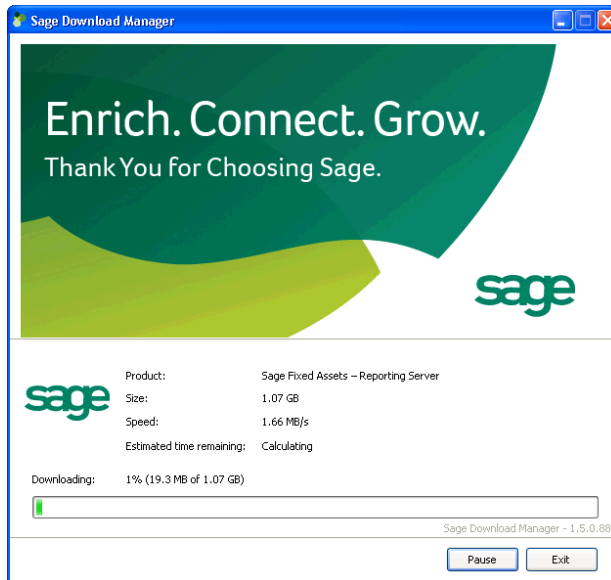 Sage Download Manager
Enrich. Connect. Grow.
Thank You for Choosing Sage.
sage
sage
Product: Sage Fixed Assets – Reporting Server
Size: 1.07 GB
Speed: 1.66 MB/s
Estimated time remaining: Calculating
Downloading: 1% (19.3 MB of 1.07 GB)
Sage Download Manager - 1.5.0.88
Pause Exit